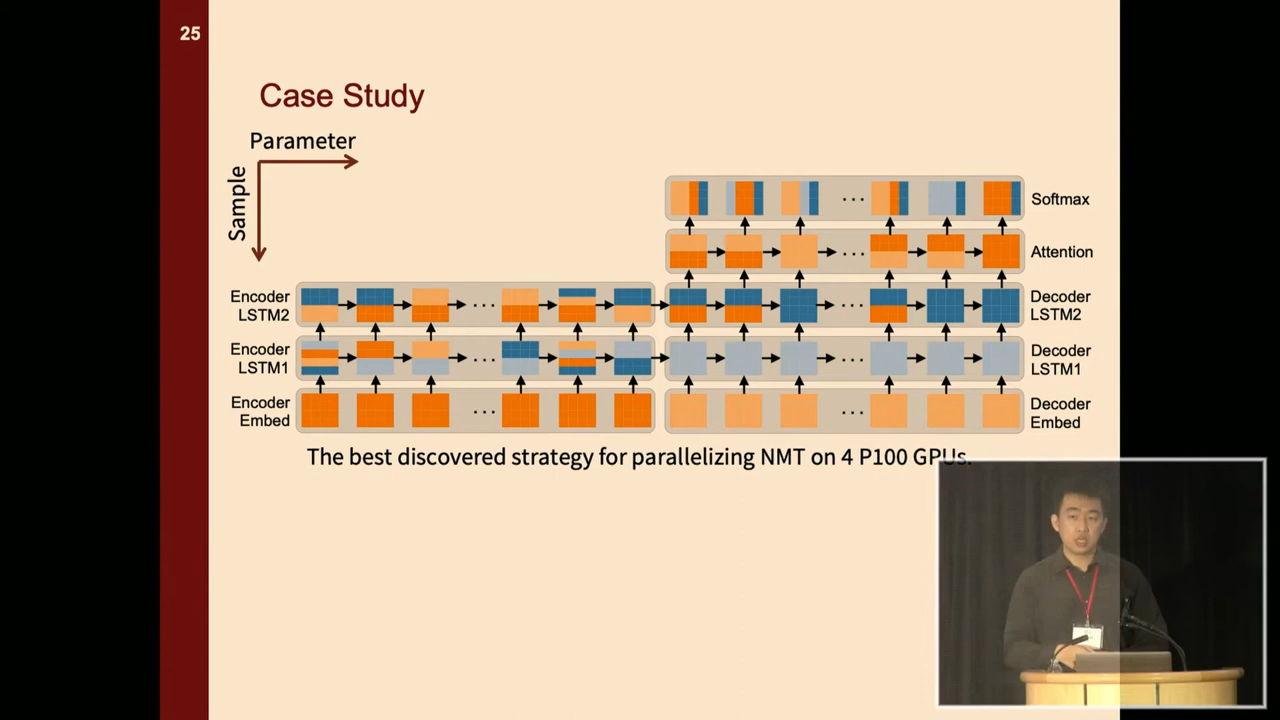 25
Case Study
Parameter
Sample
Softmax
Attention
Encoder
LSTM2
Decoder
LSTM2
Encoder
LSTM1
Decoder
LSTM1
Encoder
Embed
Decoder
Embed
The best discovered strategy for parallelizing NMT on 4 P100 GPUs.